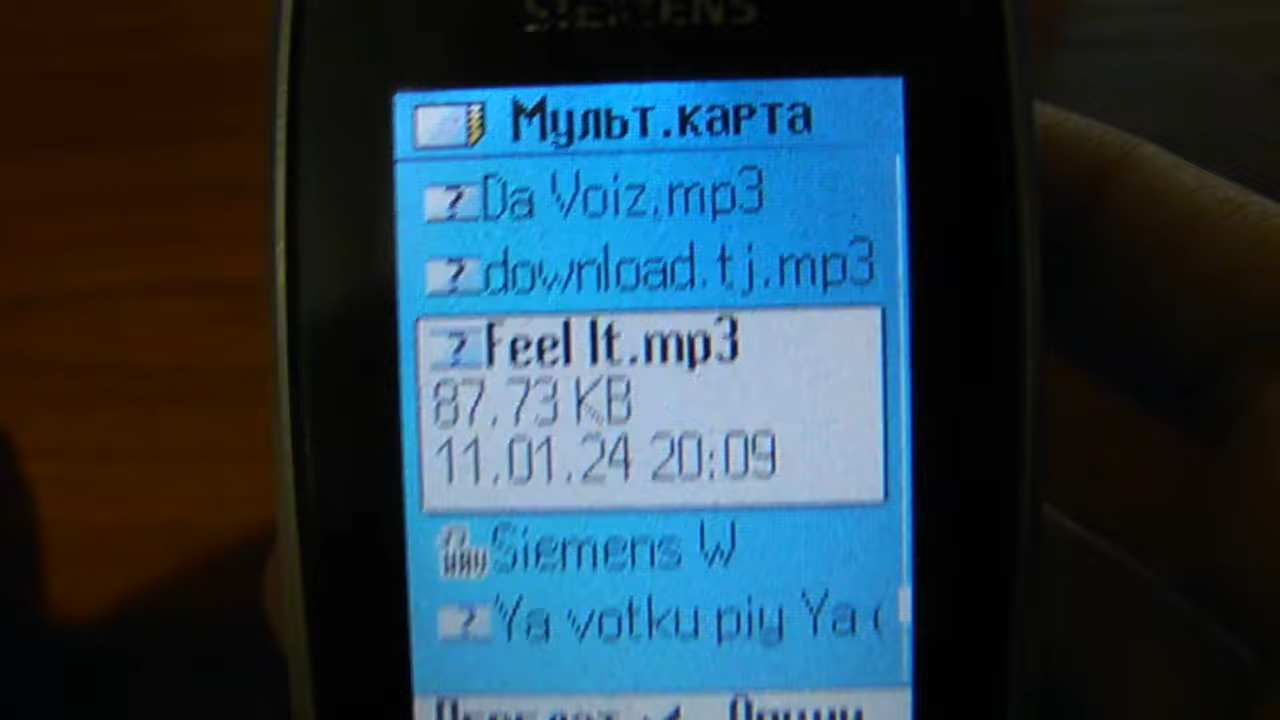 SIEMENS
Мульт.карта
Da Voiz.mp3
download.tj.mp3
Feel It.mp3
87.73 KB
11.01.24 20:09
Siemens W
Ya votku piy Ya